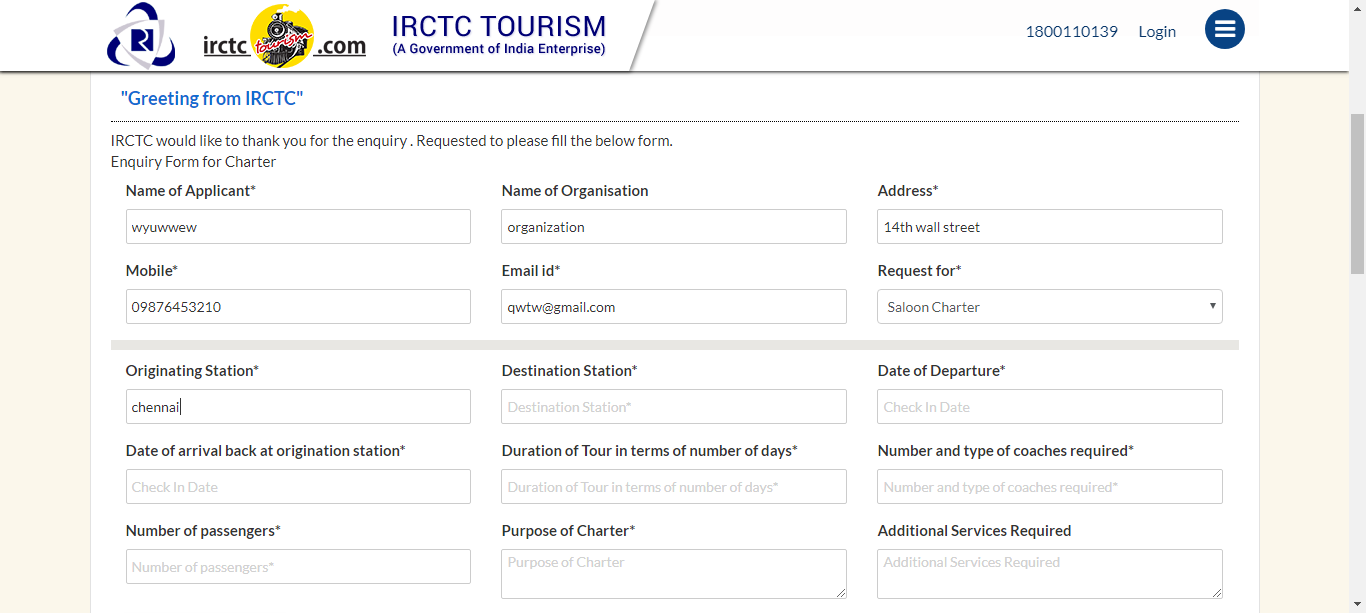 IRCTC TOURISM
(A Government of India Enterprise)
irctc tourism .com
1800110139 Login
"Greeting from IRCTC"
IRCTC would like to thank you for the enquiry . Requested to please fill the below form.
Enquiry Form for Charter
Name of Applicant* Name of Organisation Address*
wyuwwew organization 14th wall street
Mobile* Email id* Request for*
09876453210 qwtw@gmail.com Saloon Charter
Originating Station* Destination Station* Date of Departure*
chennai Destination Station* Check In Date
Date of arrival back at origination station* Duration of Tour in terms of number of days* Number and type of coaches required*
Check In Date Duration of Tour in terms of number of days* Number and type of coaches required*
Number of passengers* Purpose of Charter* Additional Services Required
Number of passengers* Purpose of Charter Additional Services Required